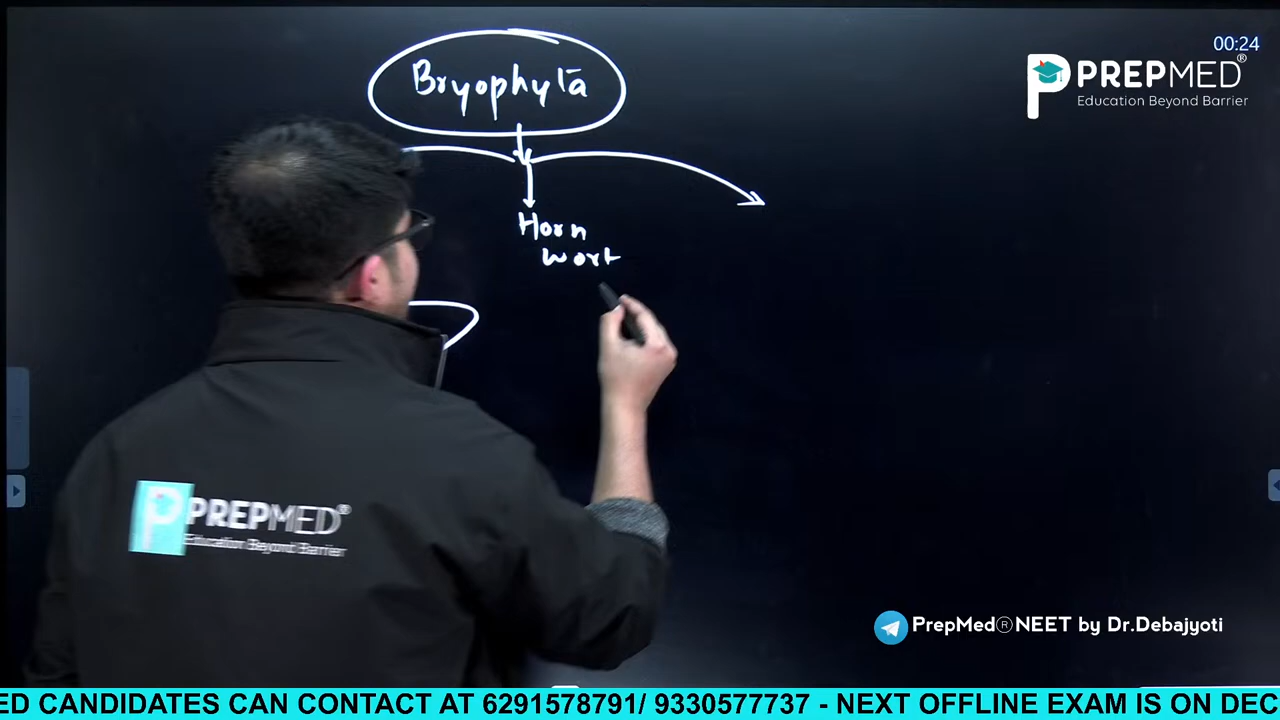 00:24
PREPMED®
Education Beyond Barrier
Bryophyta
Horn
wort
PREPMED®
Education Beyond Barrier
PrepMed®NEET by Dr.Debajyoti
ED CANDIDATES CAN CONTACT AT 6291578791/ 9330577737 - NEXT OFFLINE EXAM IS ON DEC